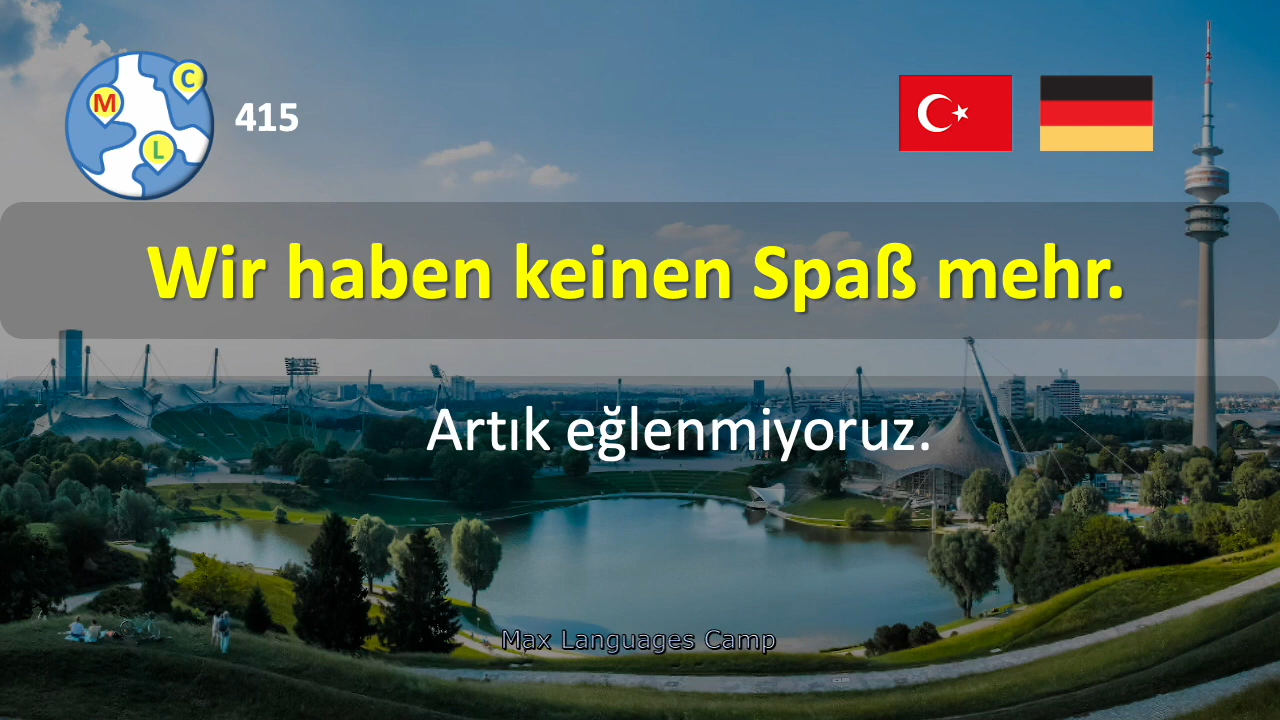 M C L
415
Wir haben keinen Spaß mehr.
Artık eğlenmiyoruz.
Max Languages Camp